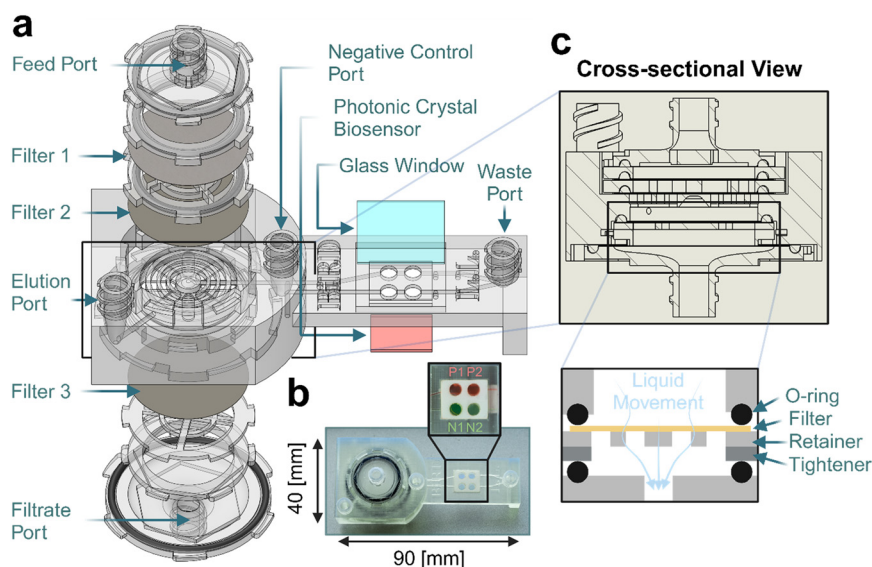 a
Feed Port
Filter 1
Filter 2
Elution
Port
Filter 3
Filtrate
Port
Negative Control
Port
Photonic Crystal
Biosensor
Glass Window
Waste
Port
b
P1 P2
N1 N2
40 [mm]
90 [mm]
c
Cross-sectional View
Liquid
Movement
O-ring
Filter
Retainer
Tightener